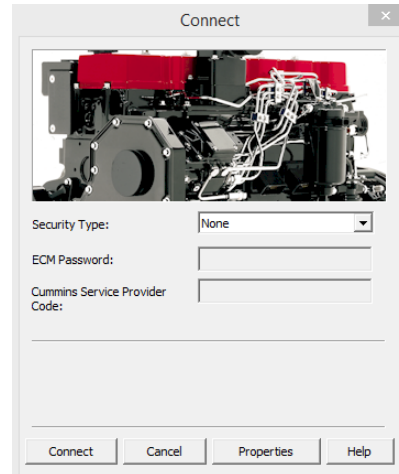 Connect
Security Type: None
ECM Password:
Cummins Service Provider
Code:
Connect Cancel Properties Help